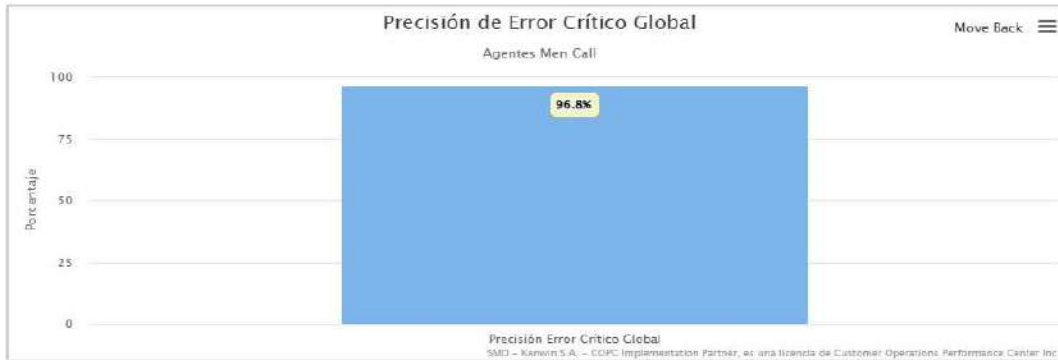 Precisión de Error Crítico Global
Move Back
Agentes Men Call
100
96.8%
75
Porcentaje
50
25
0
Precisión Error Crítico Global
SMD – Kenwin S.A. – COPC Implementation Partner, es una licencia de Customer Operations Performance Center Inc